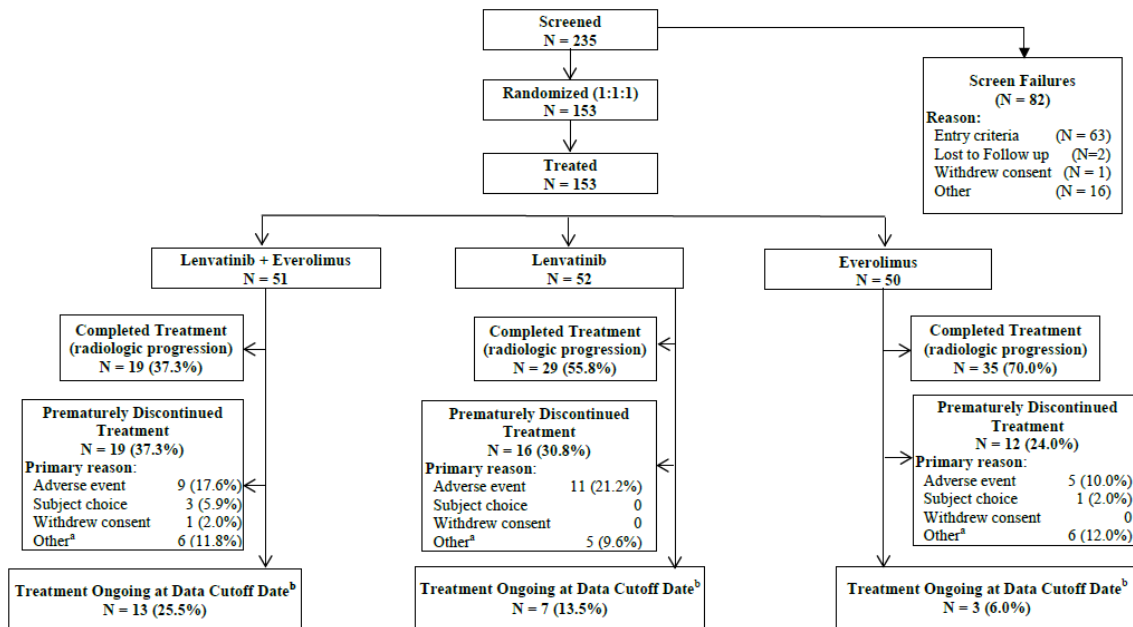 Screened
N = 235
Randomized (1:1:1)
N = 153
Treated
N = 153
Screen Failures
(N = 82)
Reason:
Entry criteria (N = 63)
Lost to Follow up (N=2)
Withdrew consent (N = 1)
Other (N = 16)
Lenvatinib + Everolimus
N = 51
Lenvatinib
N = 52
Everolimus
N = 50
Completed Treatment
(radiologic progression)
N = 19 (37.3%)
Completed Treatment
(radiologic progression)
N = 29 (55.8%)
Completed Treatment
(radiologic progression)
N = 35 (70.0%)
Prematurely Discontinued
Treatment
N = 19 (37.3%)
Primary reason:
Adverse event 9 (17.6%)
Subject choice 3 (5.9%)
Withdrew consent 1 (2.0%)
Other<sup>a</sup> 6 (11.8%)
Prematurely Discontinued
Treatment
N = 16 (30.8%)
Primary reason:
Adverse event 11 (21.2%)
Subject choice 0
Withdrew consent 0
Other<sup>a</sup> 5 (9.6%)
Prematurely Discontinued
Treatment
N = 12 (24.0%)
Primary reason:
Adverse event 5 (10.0%)
Subject choice 1 (2.0%)
Withdrew consent 0
Other<sup>a</sup> 6 (12.0%)
Treatment Ongoing at Data Cutoff Date<sup>b</sup>
N = 13 (25.5%)
Treatment Ongoing at Data Cutoff Date<sup>b</sup>
N = 7 (13.5%)
Treatment Ongoing at Data Cutoff Date<sup>b</sup>
N = 3 (6.0%)